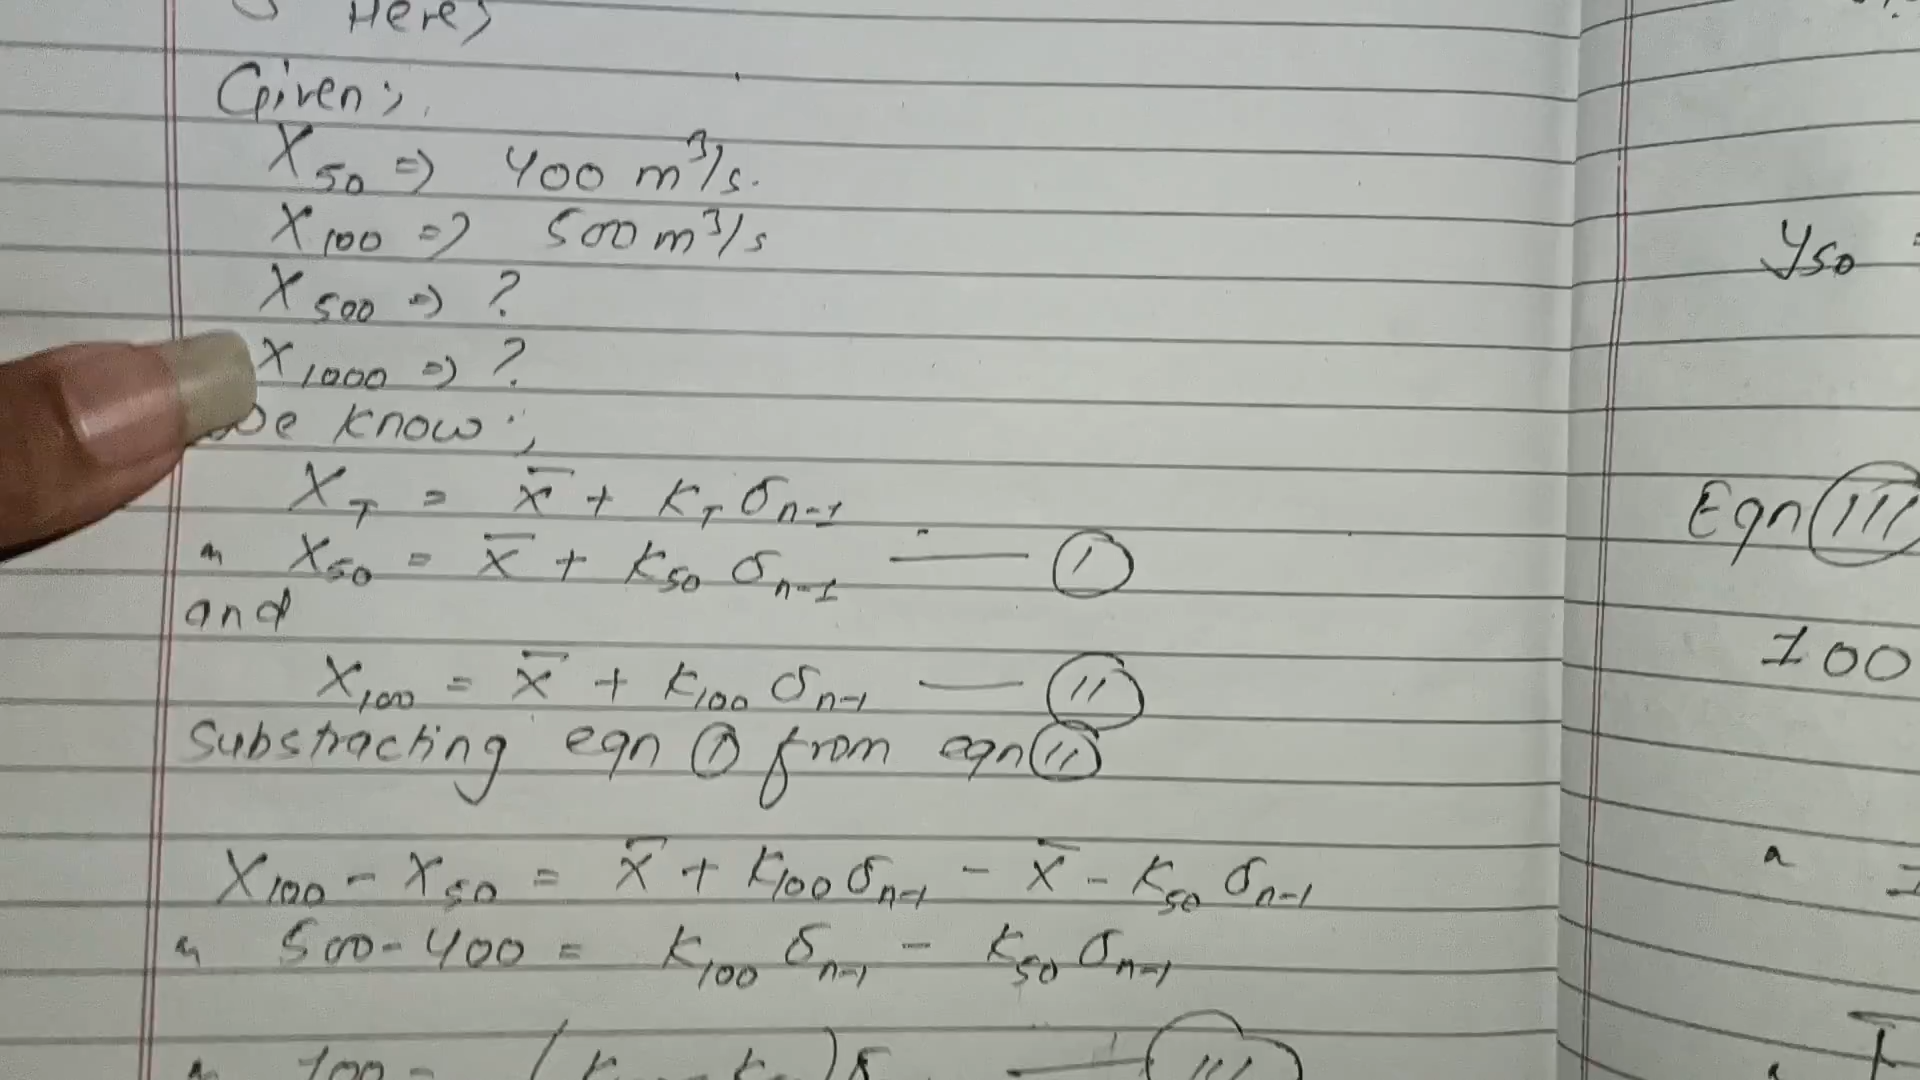 Here,
Given;
X50 => 400 m³/s.
X100 => 500 m³/s
X500 => ?
X1000 => ?
We know;
XT = x̄ + KT σn-1
X50 = x̄ + K50 σn-1 — (I)
and
X100 = x̄ + K100 σn-1 — (II)
Substracting eqn (I) from eqn (II)
X100 - X50 = x̄ + K100 σn-1 - x̄ - K50 σn-1
500 - 400 = K100 σn-1 - K50 σn-1
100 = (K K) σ — (III)
Y50 =
Eqn (III)
100